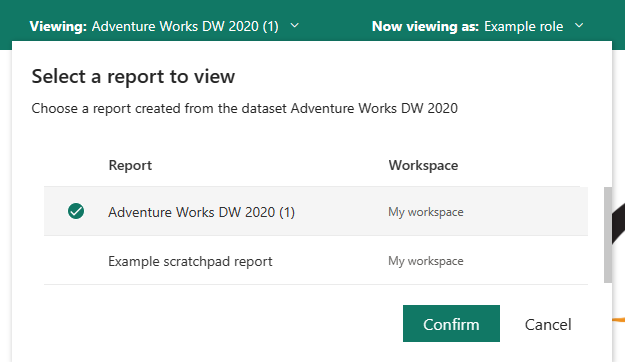 Viewing: Adventure Works DW 2020 (1) Now viewing as: Example role
Select a report to view
Choose a report created from the dataset Adventure Works DW 2020
Report Workspace
Adventure Works DW 2020 (1) My workspace
Example scratchpad report My workspace
Confirm Cancel